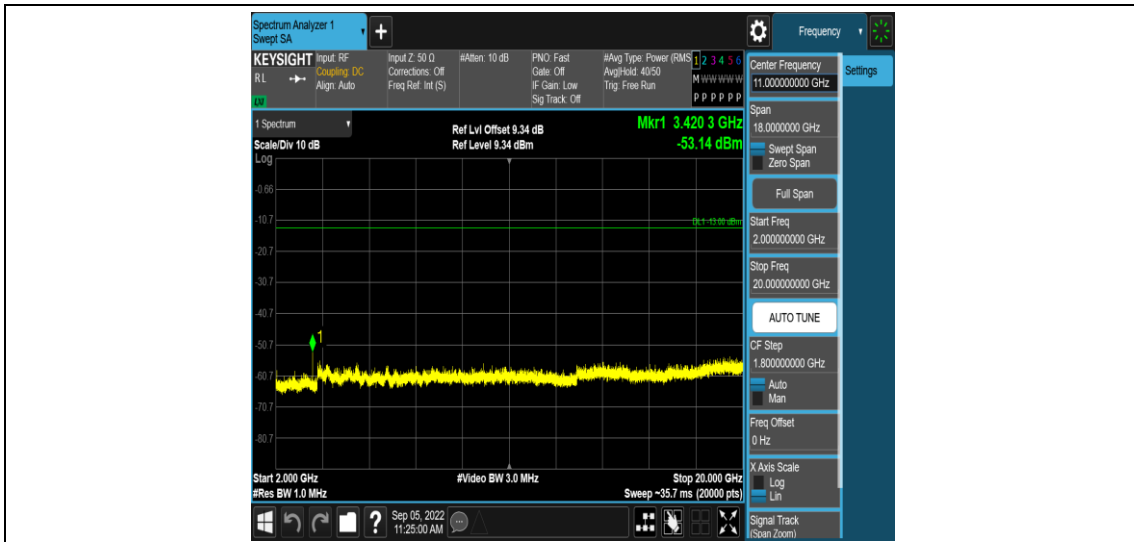 Spectrum Analyzer 1
Swept SA
+
Frequency
KEYSIGHT
RL
LXI
Input: RF
Coupling: DC
Align: Auto
Input Z: 50 Ω
Corrections: Off
Freq Ref: Int (S)
#Atten: 10 dB
PNO: Fast
Gate: Off
IF Gain: Low
Sig Track: Off
#Avg Type: Power (RMS
Avg|Hold: 40/50
Trig: Free Run
1 2 3 4 5 6
M W W W W W
P P P P P P
1 Spectrum
Scale/Div 10 dB
Ref Lvl Offset 9.34 dB
Ref Level 9.34 dBm
Mkr1 3.420 3 GHz
-53.14 dBm
Log
-0.66
-10.7
DL1 -13.00 dBm
-20.7
-30.7
-40.7
1
-50.7
-60.7
-70.7
-80.7
Start 2.000 GHz
#Video BW 3.0 MHz
Stop 20.000 GHz
#Res BW 1.0 MHz
Sweep ~35.7 ms (20000 pts)
Center Frequency
11.000000000 GHz
Settings
Span
18.0000000 GHz
Swept Span
Zero Span
Full Span
Start Freq
2.000000000 GHz
Stop Freq
20.000000000 GHz
AUTO TUNE
CF Step
1.800000000 GHz
Auto
Man
Freq Offset
0 Hz
X Axis Scale
Log
Lin
Signal Track
(Span Zoom)
?
Sep 05, 2022
11:25:00 AM